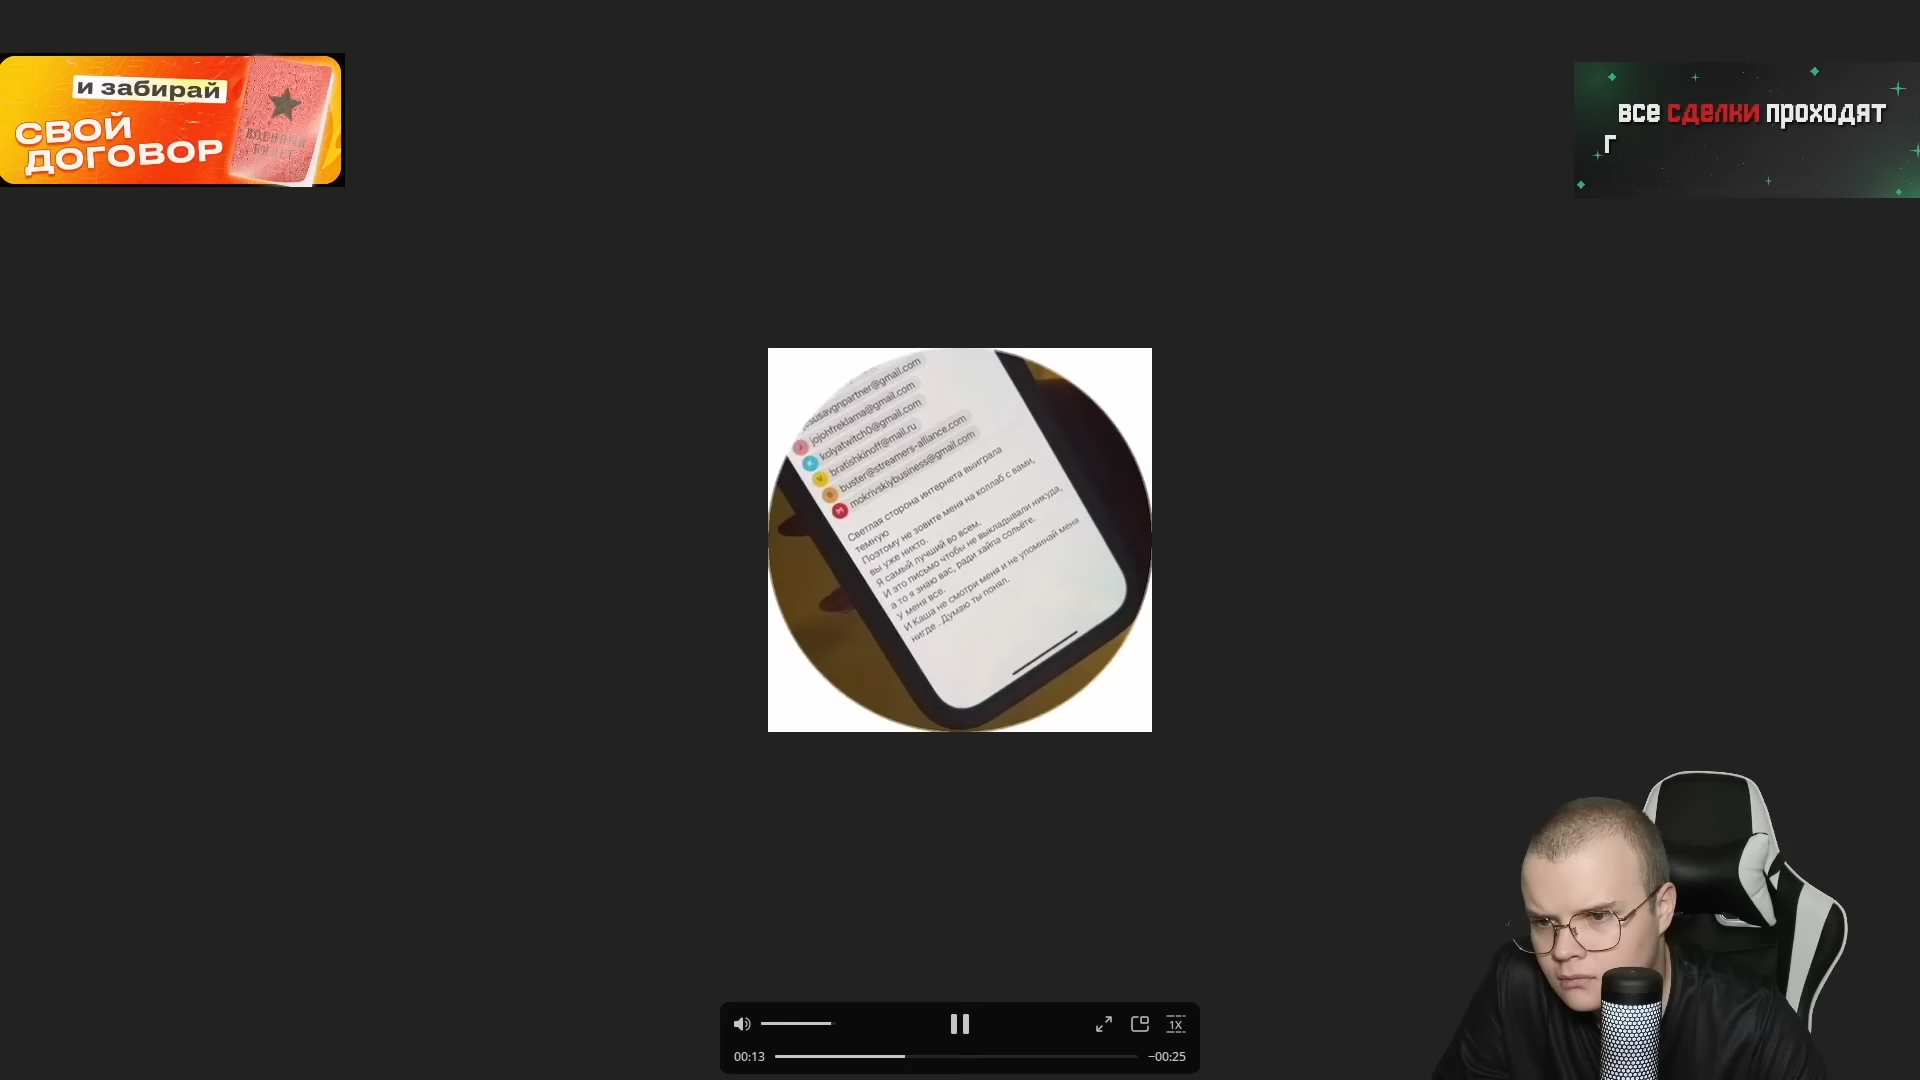 и забирай
СВОЙ
ДОГОВОР
ВОЕННЫЙ
БИЛЕТ
все сделки проходят
г
jojohfreklama@gmail.com
kolyatwitch0@gmail.com
bratishkinoff@mail.ru
buster@streamers-alliance.com
mokrivskiybusiness@gmail.com
Светлая сторона интернета выиграла
темную
Поэтому не зовите меня на коллаб с вами,
вы уже никто.
Я самый лучший во всем.
И это письмо чтобы не выкладывали никуда,
а то я знаю вас, ради хайпа сольёте.
У меня все.
И Каша не смотри меня и не упоминай меня
нигде . Думаю ты понял.
00:13
1X
−00:25